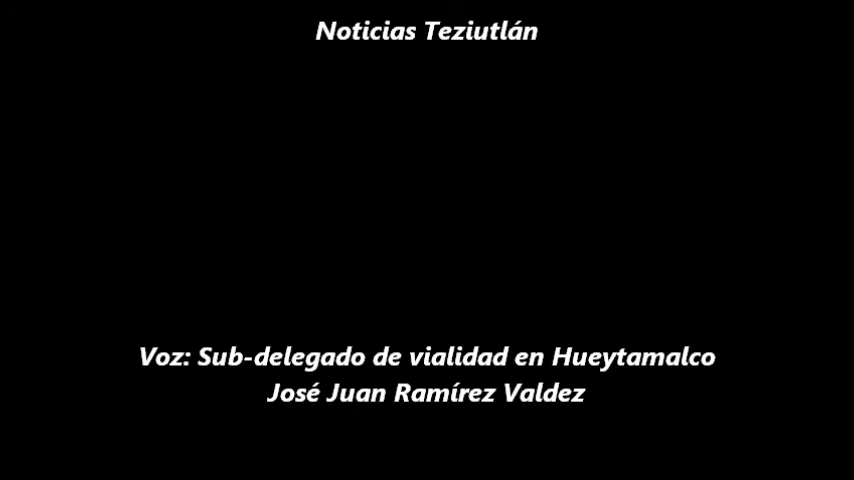 Noticias Teziutlán
Voz: Sub-delegado de vialidad en Hueytamalco
José Juan Ramírez Valdez